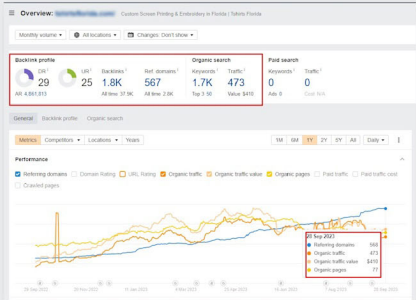 Overview: Custom Screen Printing & Embroidery in Florida | Tshirts Florida
Monthly volume All locations Changes: Don't show
Backlink profile Organic search Paid search
DR UR Backlinks Ref. domains Keywords Traffic Keywords Traffic
29 25 1.8K 567 1.7K 473 0 0
AR 4,861,813 All time: 37.9K All time: 2.8K Top 3 50 Value $410 Ads 0 Cost N/A
General Backlink profile Organic search
Metrics Competitors Locations Years 1M 6M 1Y 2Y 5Y All Daily
Performance
Referring domains Domain Rating URL Rating Organic traffic Organic traffic value Organic pages Paid traffic Paid traffic cost
Crawled pages
20 Sep 2023
Referring domains 568
Organic traffic 473
Organic traffic value $410
Organic pages 77